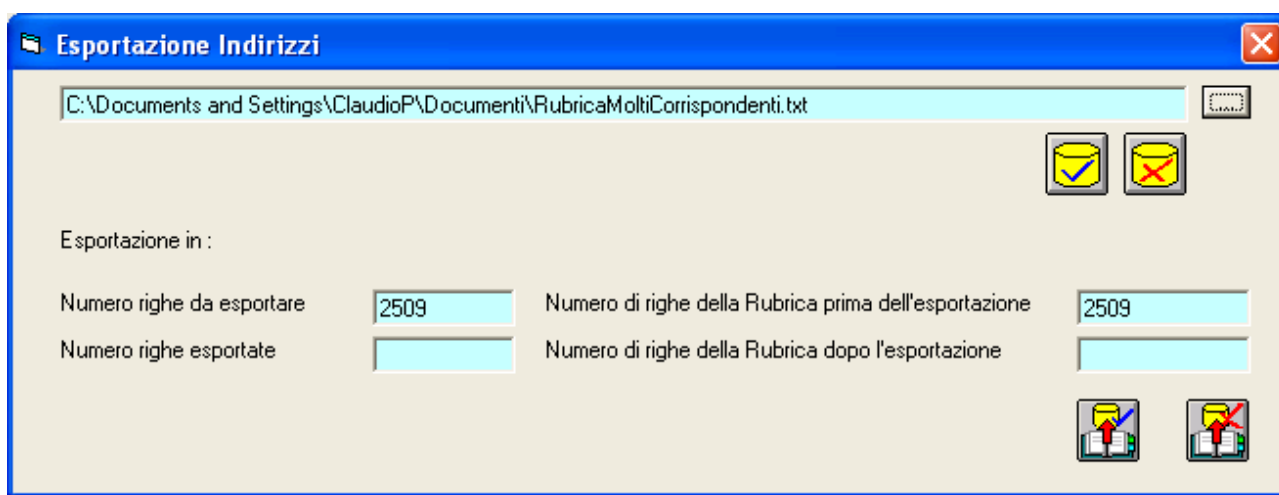 Esportazione Indirizzi
C:\Documents and Settings\ClaudioP\Documenti\RubricaMoltiCorrispondenti.txt
Esportazione in :
Numero righe da esportare 2509 Numero di righe della Rubrica prima dell'esportazione 2509
Numero righe esportate Numero di righe della Rubrica dopo l'esportazione